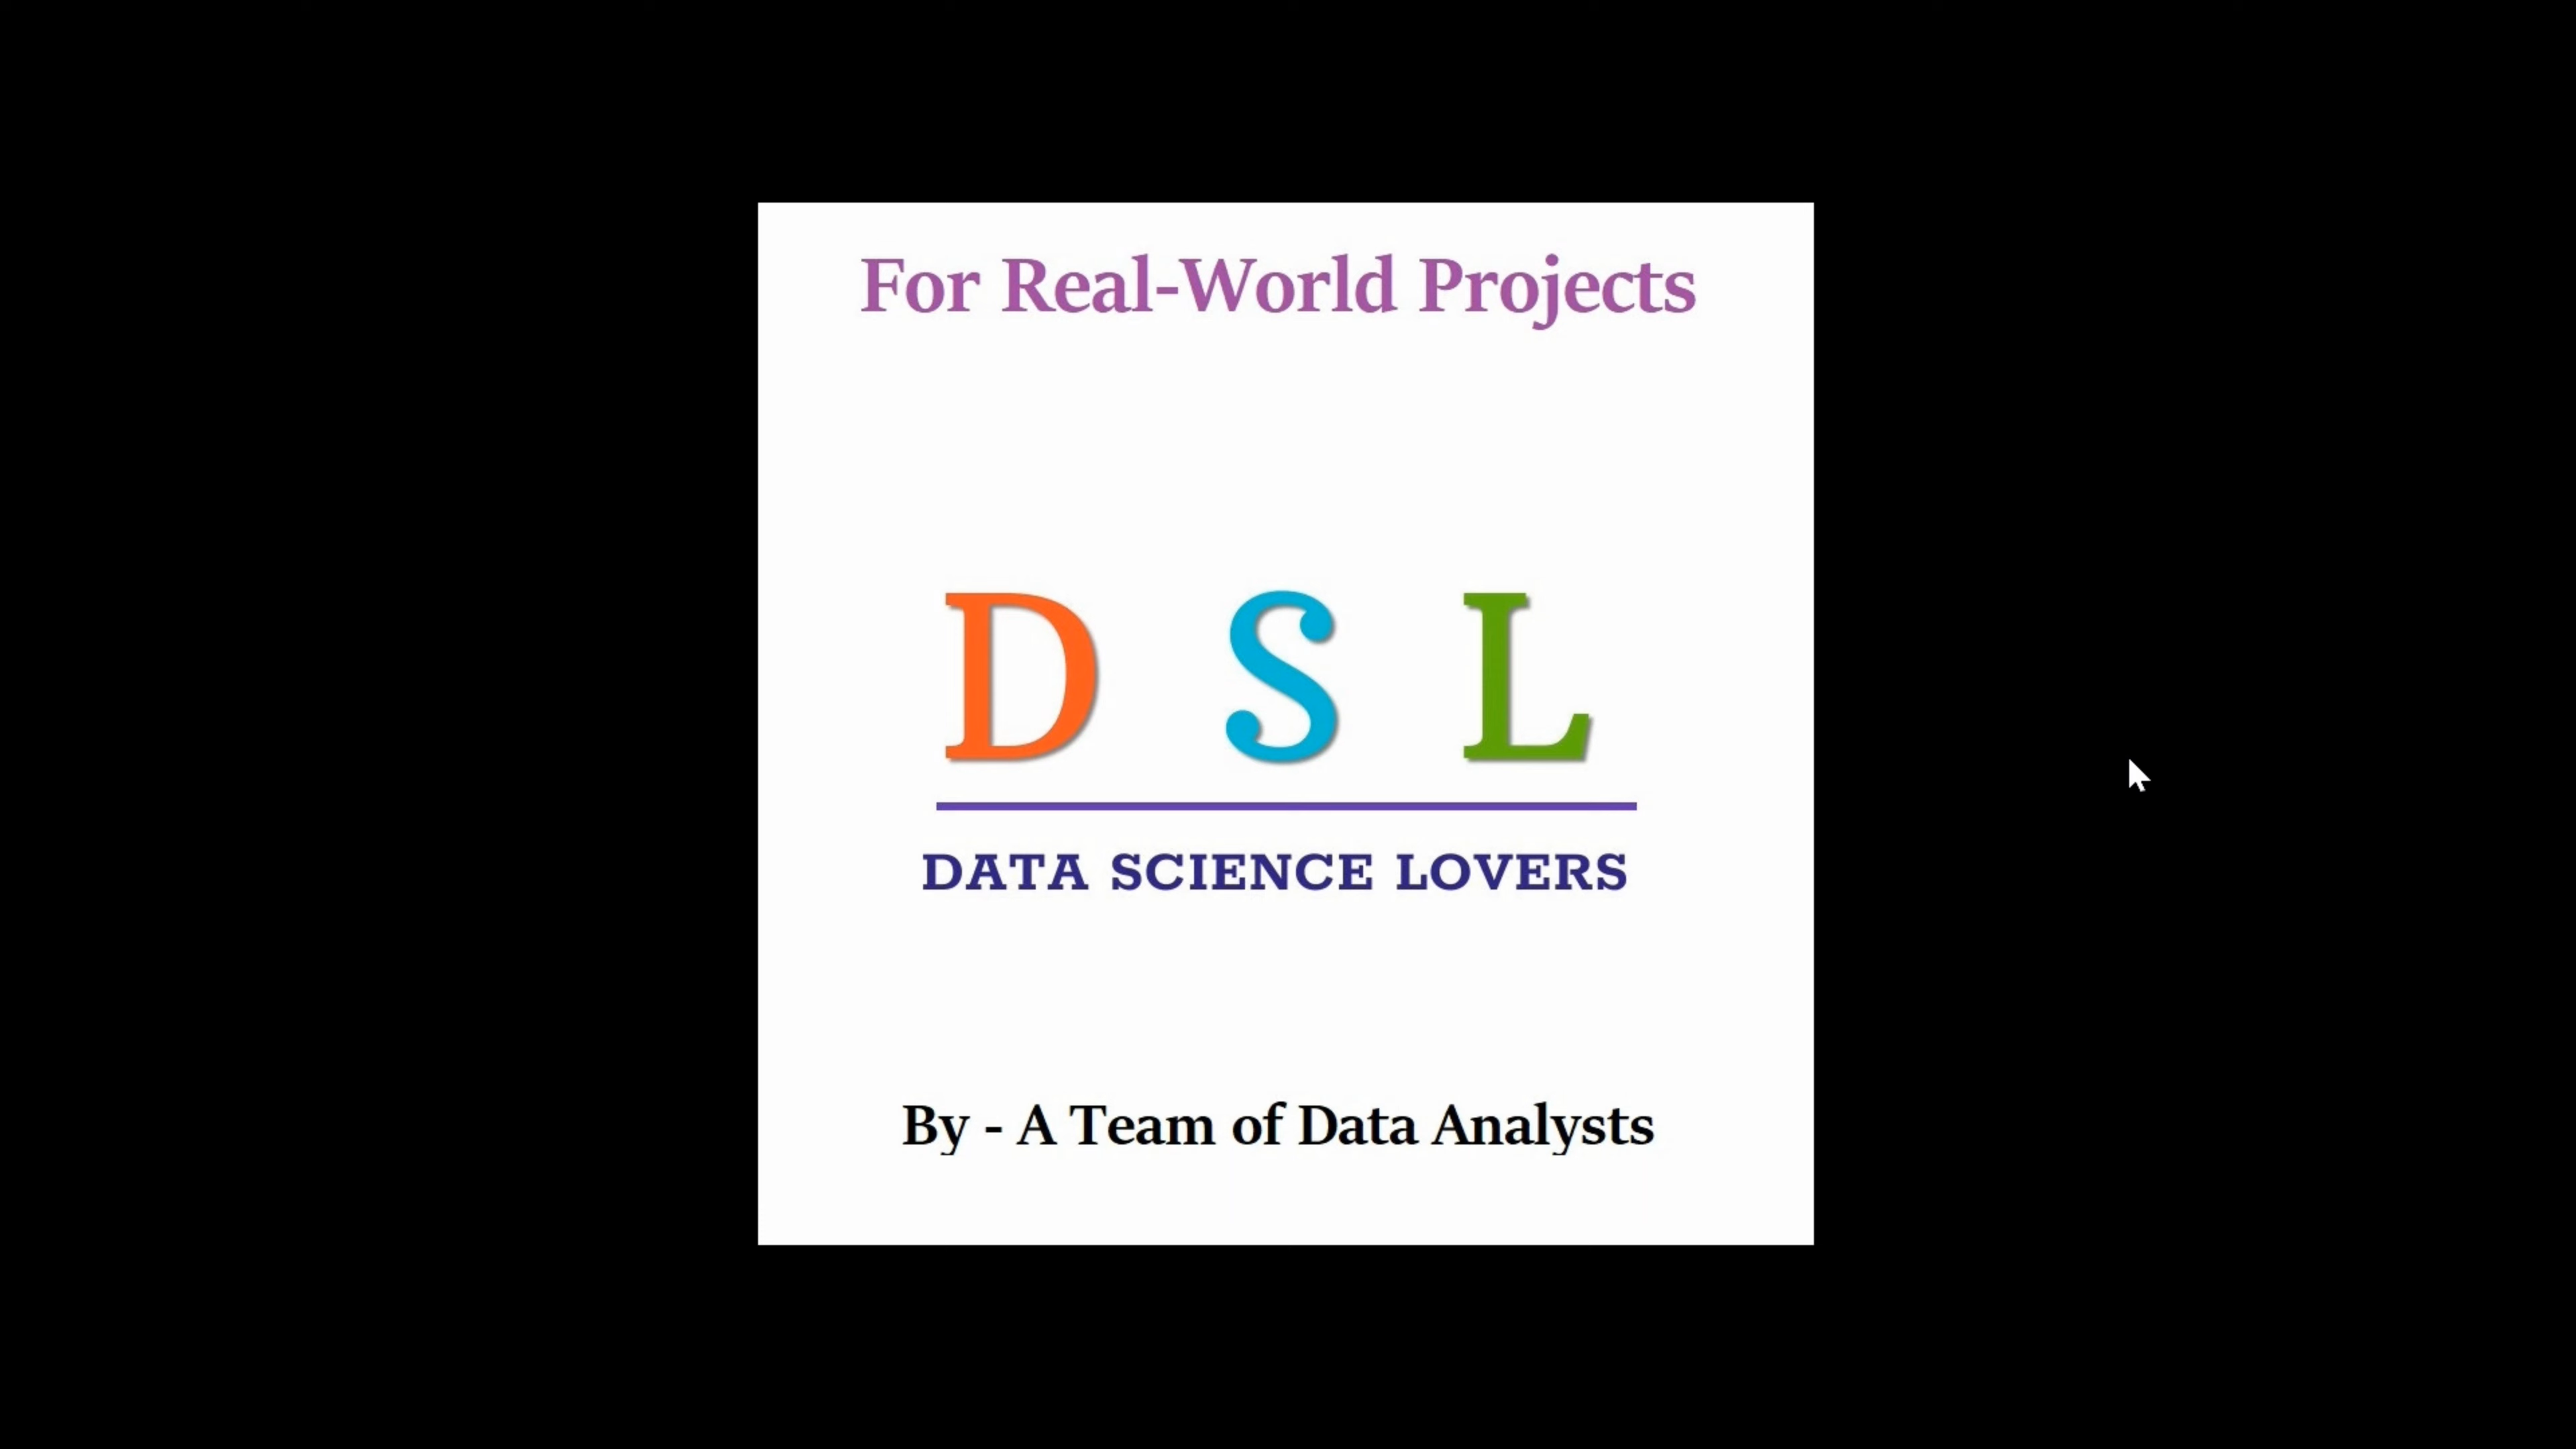 For Real-World Projects
D S L
DATA SCIENCE LOVERS
By - A Team of Data Analysts